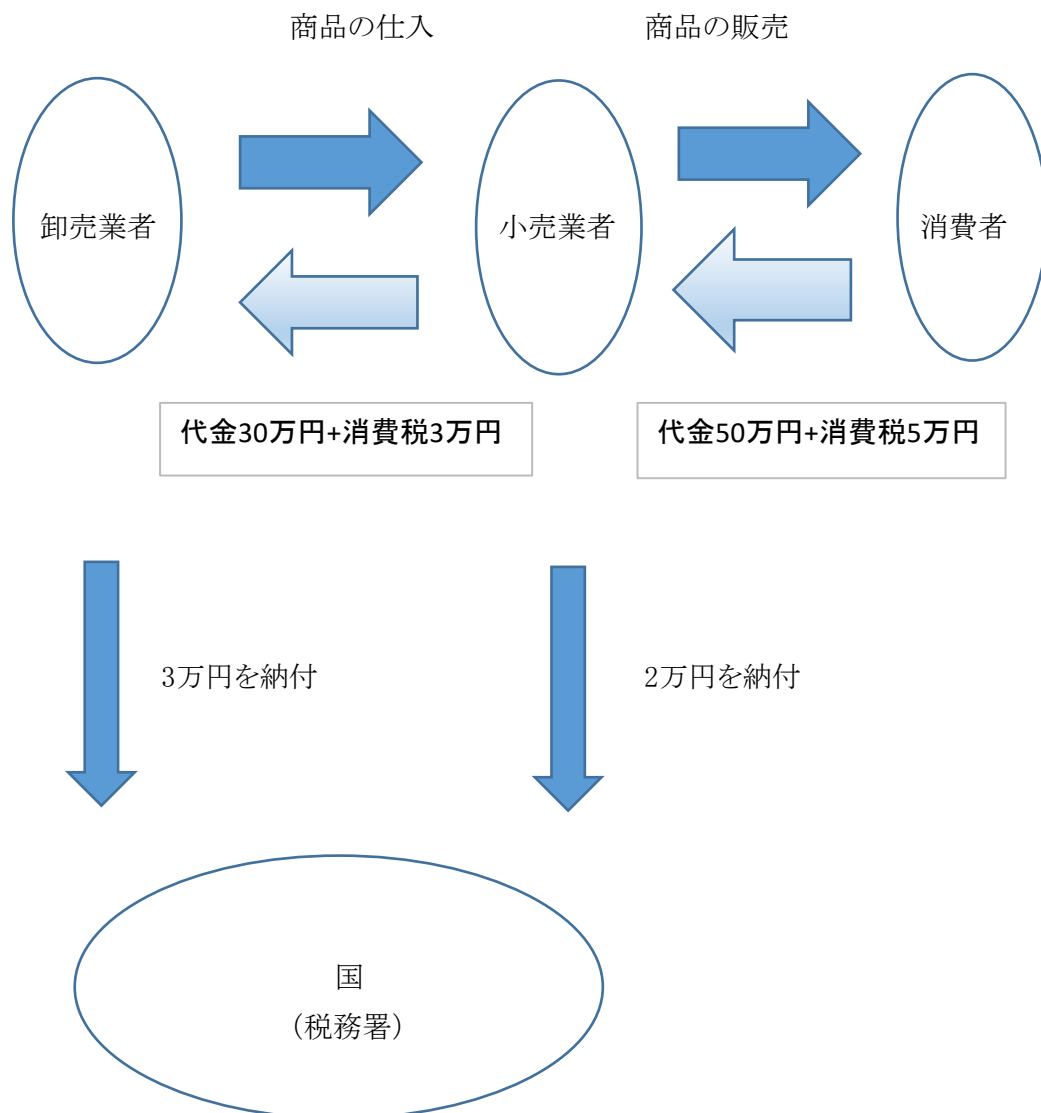 商品の仕入
商品の販売
卸売業者
小売業者
消費者
代金30万円+消費税3万円
代金50万円+消費税5万円
3万円を納付
2万円を納付
国
（税務署）